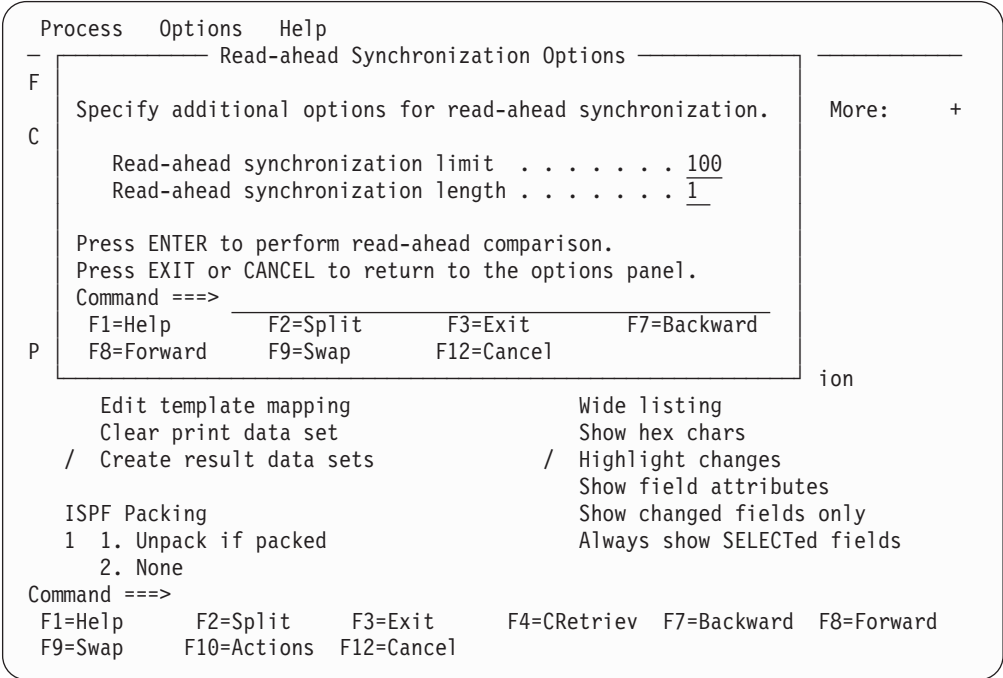 Process Options Help
Read-ahead Synchronization Options
F
Specify additional options for read-ahead synchronization. More: +
C
Read-ahead synchronization limit . . . . . . . 100
Read-ahead synchronization length . . . . . . . 1
Press ENTER to perform read-ahead comparison.
Press EXIT or CANCEL to return to the options panel.
Command ===>
F1=Help F2=Split F3=Exit F7=Backward
P F8=Forward F9=Swap F12=Cancel
ion
Edit template mapping Wide listing
Clear print data set Show hex chars
/ Create result data sets / Highlight changes
Show field attributes
ISPF Packing Show changed fields only
1 1. Unpack if packed Always show SELECTed fields
2. None
Command ===>
F1=Help F2=Split F3=Exit F4=CRetriev F7=Backward F8=Forward
F9=Swap F10=Actions F12=Cancel